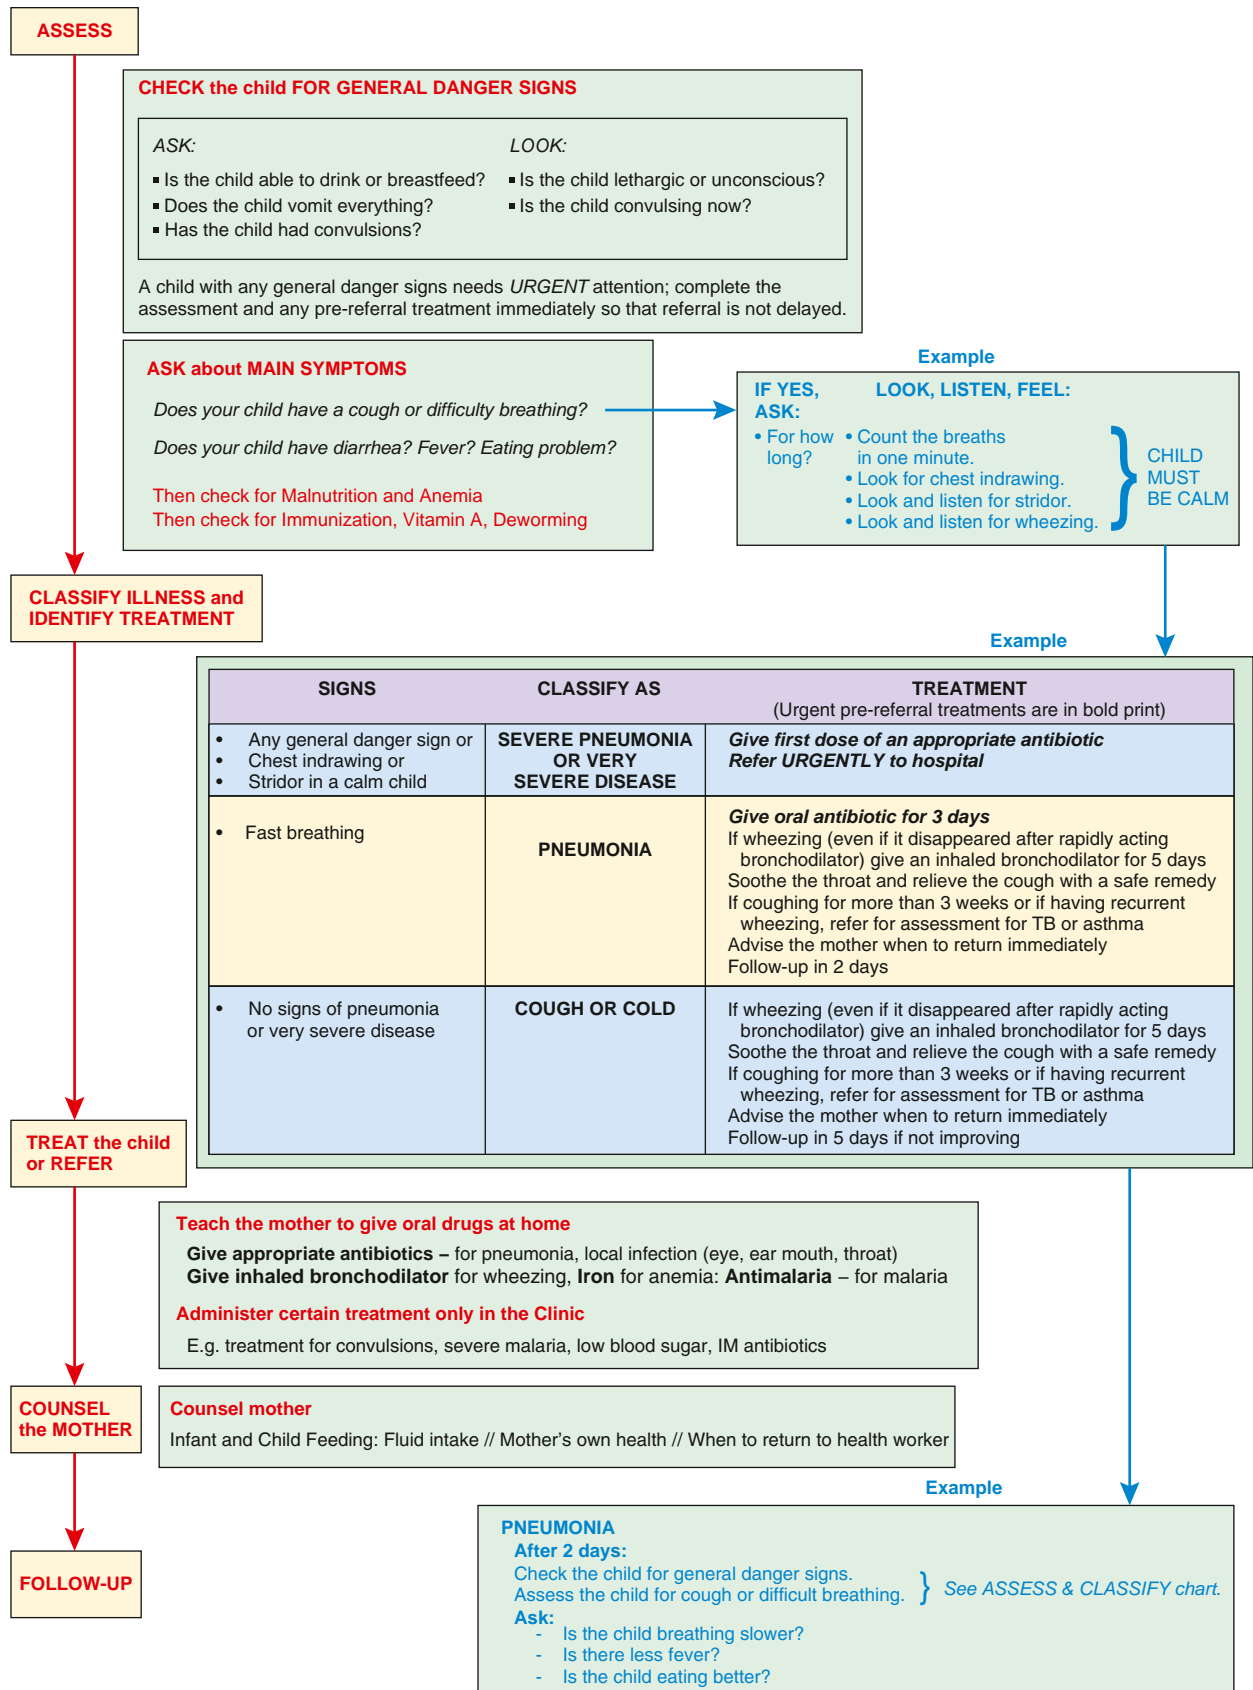 ASSESS
CHECK the child FOR GENERAL DANGER SIGNS
ASK:
▪ Is the child able to drink or breastfeed?
▪ Does the child vomit everything?
▪ Has the child had convulsions?
LOOK:
▪ Is the child lethargic or unconscious?
▪ Is the child convulsing now?
A child with any general danger signs needs URGENT attention; complete the
assessment and any pre-referral treatment immediately so that referral is not delayed.
ASK about MAIN SYMPTOMS
Does your child have a cough or difficulty breathing?
Does your child have diarrhea? Fever? Eating problem?
Then check for Malnutrition and Anemia
Then check for Immunization, Vitamin A, Deworming
Example
IF YES,
ASK:
• For how
long?
LOOK, LISTEN, FEEL:
• Count the breaths
in one minute.
• Look for chest indrawing.
• Look and listen for stridor.
• Look and listen for wheezing.
CHILD
MUST
BE CALM
CLASSIFY ILLNESS and
IDENTIFY TREATMENT
Example
SIGNS
CLASSIFY AS
TREATMENT
(Urgent pre-referral treatments are in bold print)
• Any general danger sign or
• Chest indrawing or
• Stridor in a calm child
SEVERE PNEUMONIA
OR VERY
SEVERE DISEASE
Give first dose of an appropriate antibiotic
Refer URGENTLY to hospital
• Fast breathing
PNEUMONIA
Give oral antibiotic for 3 days
If wheezing (even if it disappeared after rapidly acting
bronchodilator) give an inhaled bronchodilator for 5 days
Soothe the throat and relieve the cough with a safe remedy
If coughing for more than 3 weeks or if having recurrent
wheezing, refer for assessment for TB or asthma
Advise the mother when to return immediately
Follow-up in 2 days
• No signs of pneumonia
or very severe disease
COUGH OR COLD
If wheezing (even if it disappeared after rapidly acting
bronchodilator) give an inhaled bronchodilator for 5 days
Soothe the throat and relieve the cough with a safe remedy
If coughing for more than 3 weeks or if having recurrent
wheezing, refer for assessment for TB or asthma
Advise the mother when to return immediately
Follow-up in 5 days if not improving
TREAT the child
or REFER
Teach the mother to give oral drugs at home
Give appropriate antibiotics – for pneumonia, local infection (eye, ear mouth, throat)
Give inhaled bronchodilator for wheezing, Iron for anemia: Antimalaria – for malaria
Administer certain treatment only in the Clinic
E.g. treatment for convulsions, severe malaria, low blood sugar, IM antibiotics
COUNSEL
the MOTHER
Counsel mother
Infant and Child Feeding: Fluid intake // Mother's own health // When to return to health worker
Example
FOLLOW-UP
PNEUMONIA
After 2 days:
Check the child for general danger signs.
Assess the child for cough or difficult breathing.
See ASSESS & CLASSIFY chart.
Ask:
- Is the child breathing slower?
- Is there less fever?
- Is the child eating better?